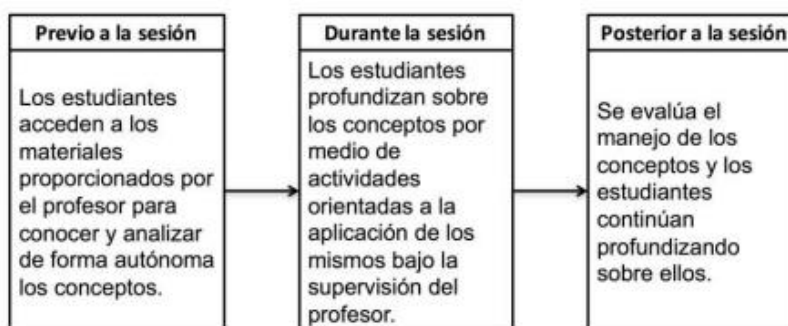 Previo a la sesión
Los estudiantes
acceden a los
materiales
proporcionados por
el profesor para
conocer y analizar
de forma autónoma
los conceptos.
Durante la sesión
Los estudiantes
profundizan sobre
los conceptos por
medio de
actividades
orientadas a la
aplicación de los
mismos bajo la
supervisión del
profesor.
Posterior a la sesión
Se evalúa el
manejo de los
conceptos y los
estudiantes
continúan
profundizando
sobre ellos.